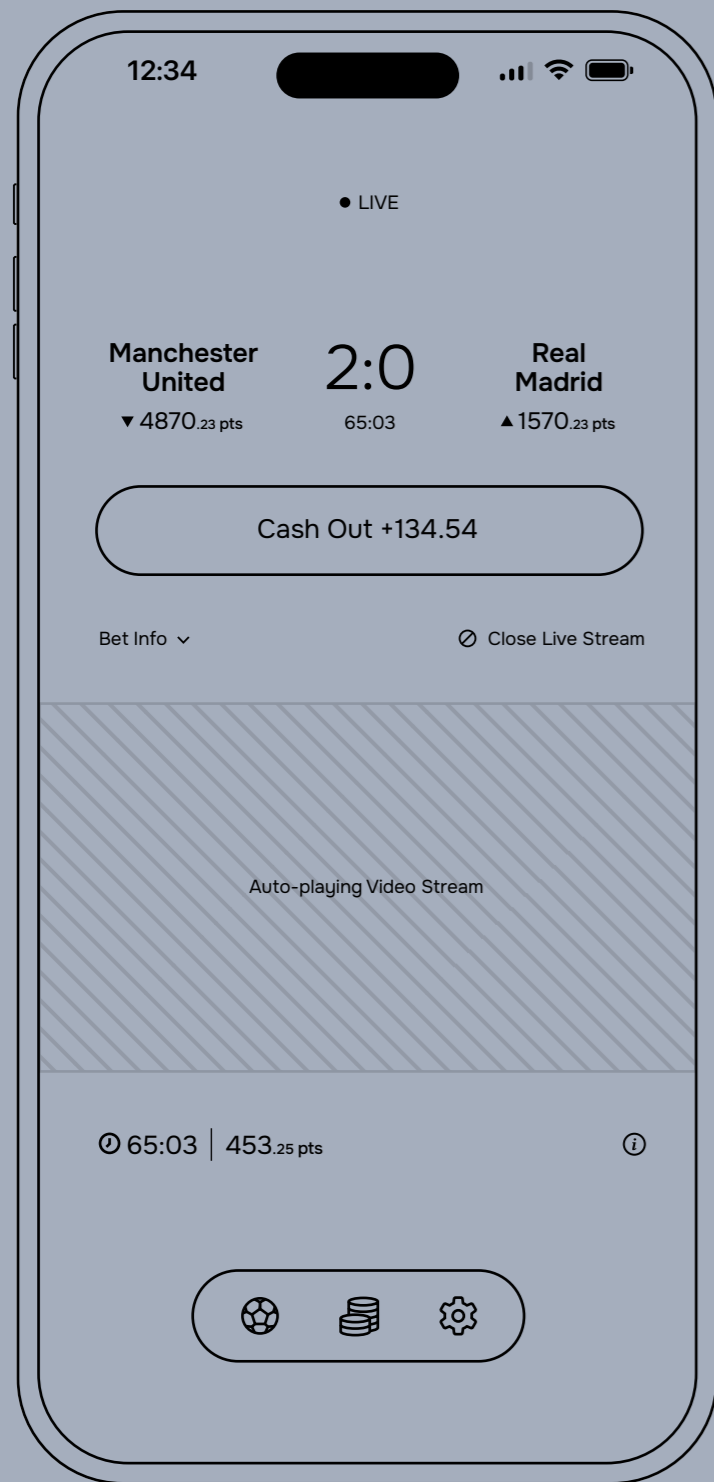 12:34
LIVE
Manchester
United
2:0
Real
Madrid
▼ 4870.23 pts
65:03
▲ 1570.23 pts
Cash Out +134.54
Bet Info
Close Live Stream
Auto-playing Video Stream
65:03 | 453.25 pts
i